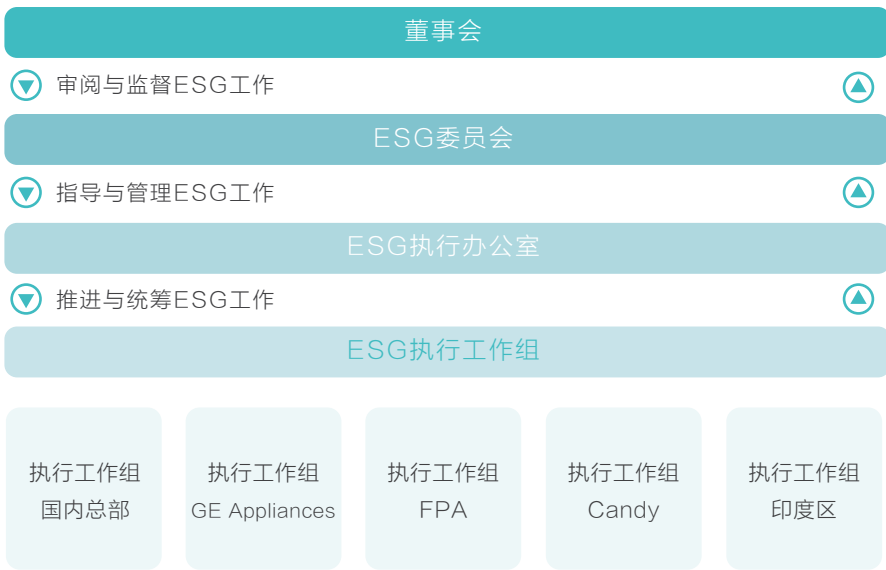 董事会
审阅与监督ESG工作
ESG委员会
指导与管理ESG工作
ESG执行办公室
推进与统筹ESG工作
ESG执行工作组
执行工作组
国内总部
执行工作组
GE Appliances
执行工作组
FPA
执行工作组
Candy
执行工作组
印度区